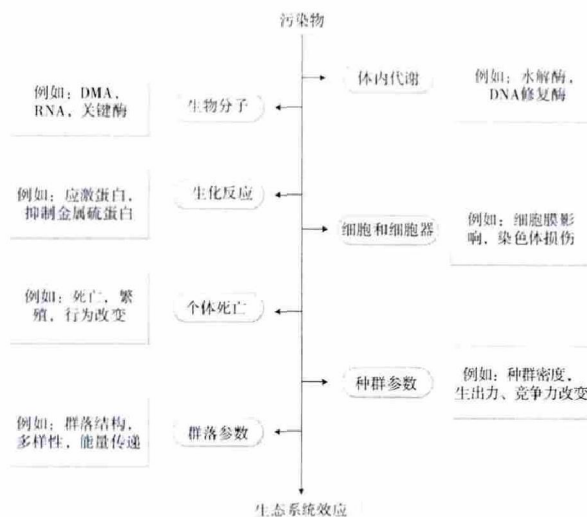 污染物
体内代谢
例如：水解酶，
DNA修复酶
例如：DMA，
RNA，关键酶
生物分子
例如：应激蛋白，
抑制金属硫蛋白
生化反应
细胞和细胞器
例如：细胞膜影
响，染色体损伤
例如：死亡，繁
殖，行为改变
个体死亡
种群参数
例如：种群密度，
生出力、竞争力改变
例如：群落结构，
多样性，能量传递
群落参数
生态系统效应